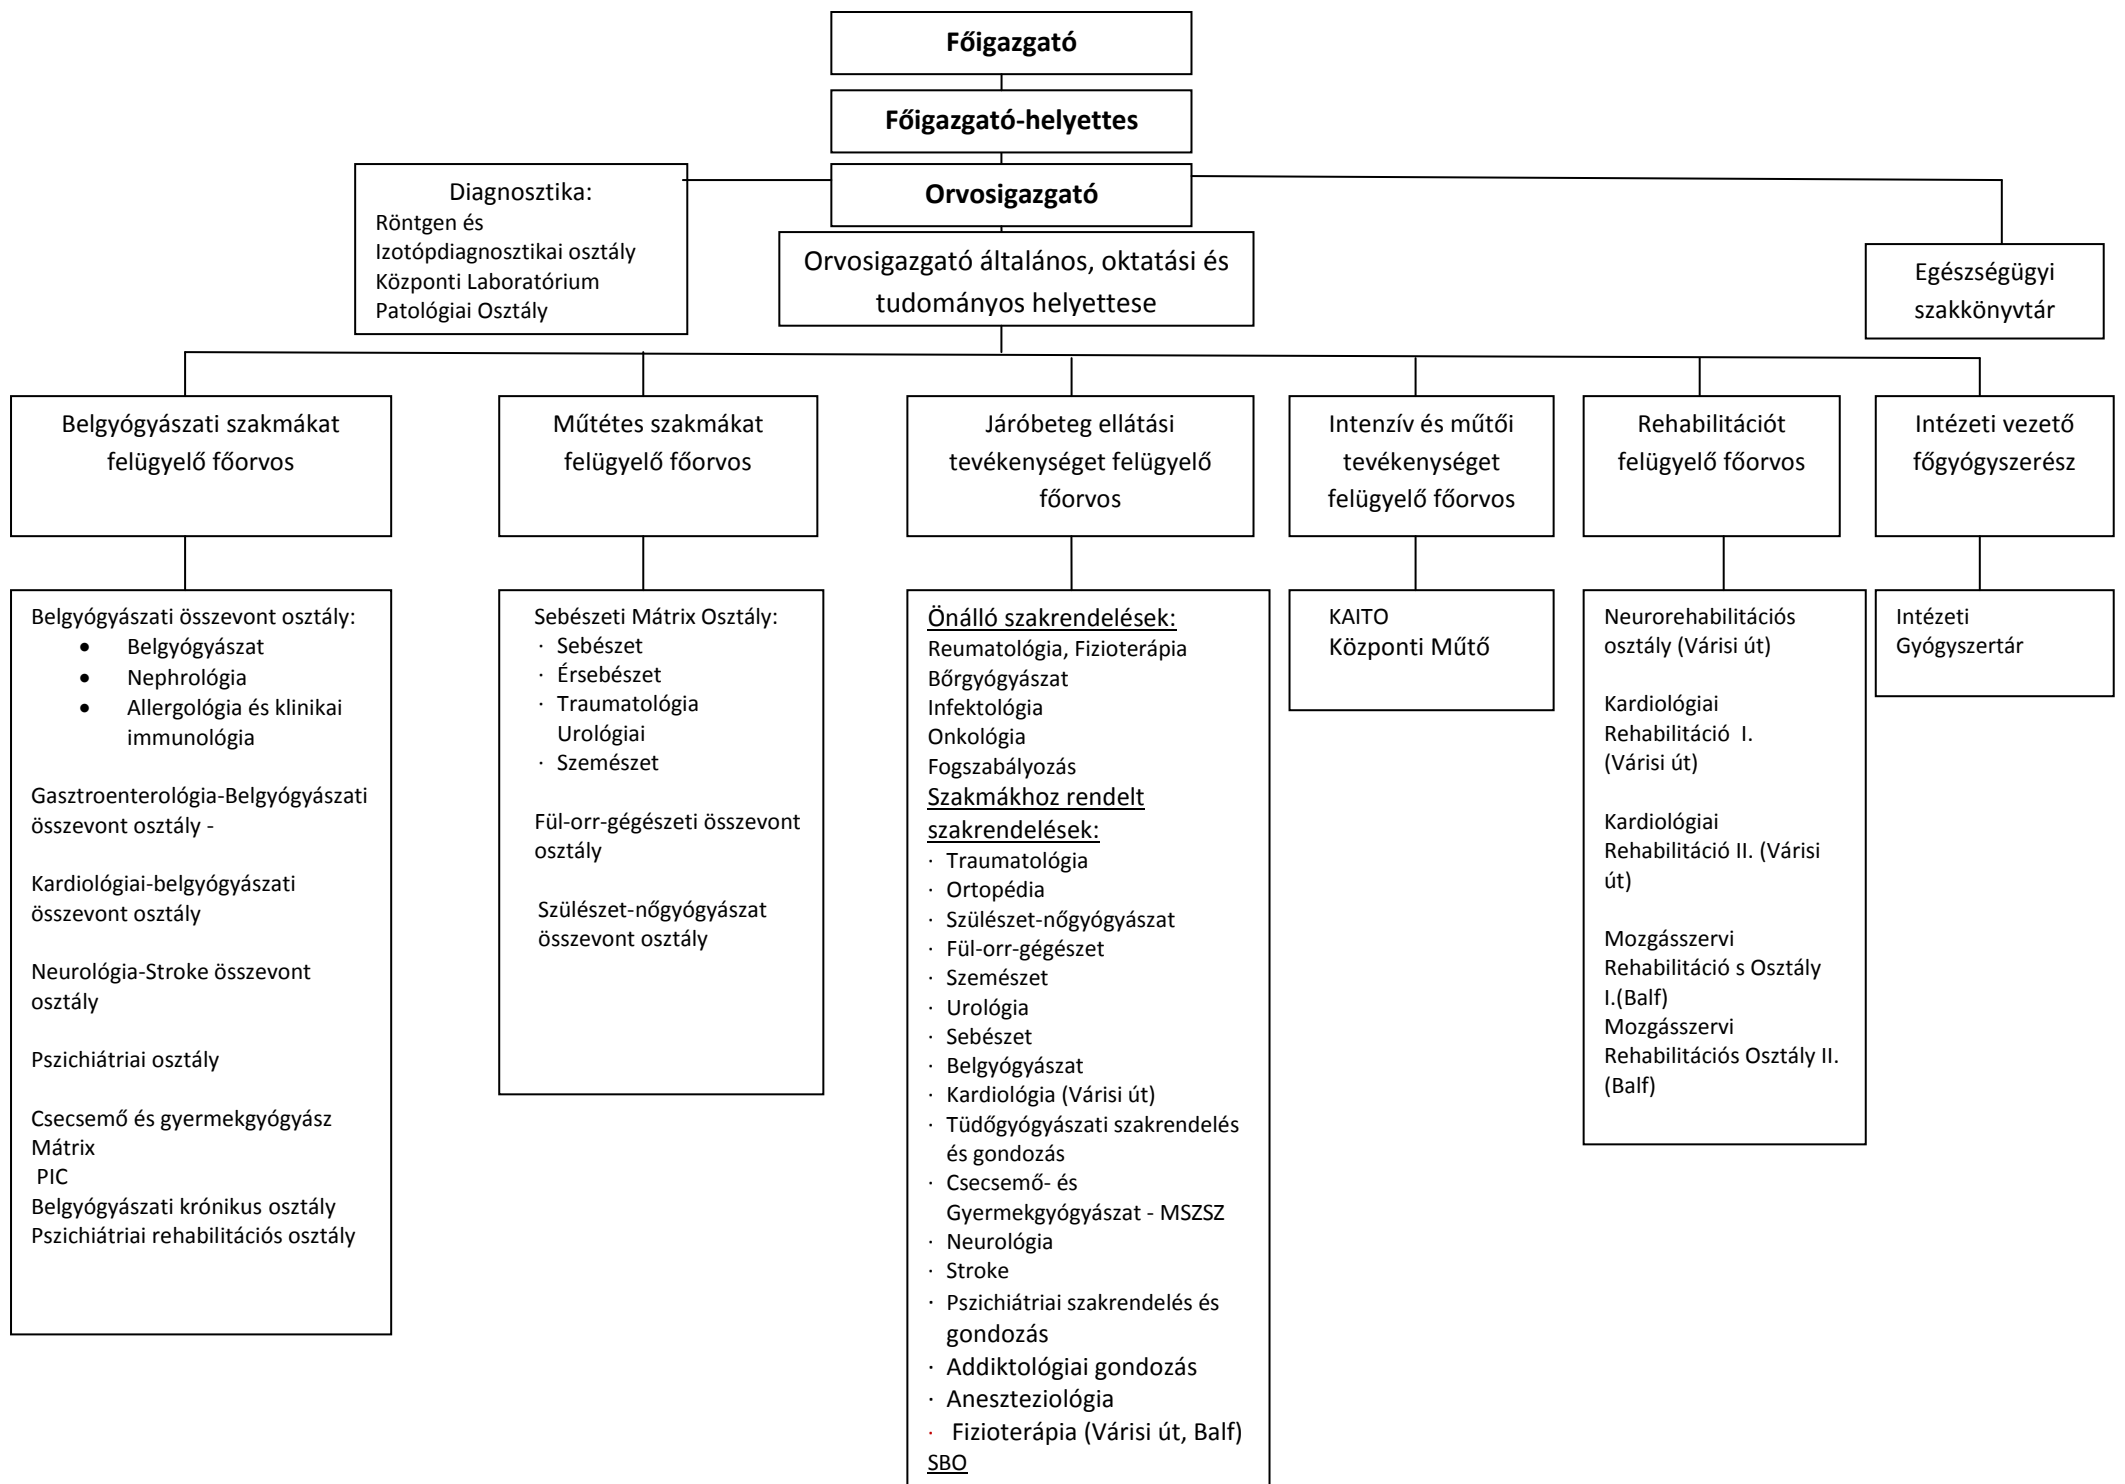 Főigazgató
Főigazgató-helyettes
Orvosigazgató
Diagnosztika:
Röntgen és
Izotópdiagnosztikai osztály
Központi Laboratórium
Patológiai Osztály
Orvosigazgató általános, oktatási és
tudományos helyettese
Egészségügyi
szakkönyvtár
Belgyógyászati szakmákat
felügyelő főorvos
Műtétes szakmákat
felügyelő főorvos
Járóbeteg ellátási
tevékenységet felügyelő
főorvos
Intenzív és műtői
tevékenységet
felügyelő főorvos
Rehabilitációt
felügyelő főorvos
Intézeti vezető
főgyógyszerész
Belgyógyászati összevont osztály:
• Belgyógyászat
• Nephrológia
• Allergológia és klinikai
immunológia
Gasztroenterológia-Belgyógyászati
összevont osztály -
Kardiológiai-belgyógyászati
összevont osztály
Neurológia-Stroke összevont
osztály
Pszichiátriai osztály
Csecsemő és gyermekgyógyász
Mátrix
PIC
Belgyógyászati krónikus osztály
Pszichiátriai rehabilitációs osztály
Sebészeti Mátrix Osztály:
· Sebészet
· Érsebészet
· Traumatológia
Urológiai
· Szemészet
Fül-orr-gégészeti összevont
osztály
Szülészet-nőgyógyászat
összevont osztály
Önálló szakrendelések:
Reumatológia, Fizioterápia
Bőrgyógyászat
Infektológia
Onkológia
Fogszabályozás
Szakmákhoz rendelt
szakrendelések:
· Traumatológia
· Ortopédia
· Szülészet-nőgyógyászat
· Fül-orr-gégészet
· Szemészet
· Urológia
· Sebészet
· Belgyógyászat
· Kardiológia (Várisi út)
· Tüdőgyógyászati szakrendelés
és gondozás
· Csecsemő- és
Gyermekgyógyászat - MSZSZ
· Neurológia
· Stroke
· Pszichiátriai szakrendelés és
gondozás
· Addiktológiai gondozás
· Aneszteziológia
· Fizioterápia (Várisi út, Balf)
SBO
KAITO
Központi Műtő
Neurorehabilitációs
osztály (Várisi út)
Kardiológiai
Rehabilitáció I.
(Várisi út)
Kardiológiai
Rehabilitáció II. (Várisi
út)
Mozgásszervi
Rehabilitáció s Osztály
I.(Balf)
Mozgásszervi
Rehabilitációs Osztály II.
(Balf)
Intézeti
Gyógyszertár